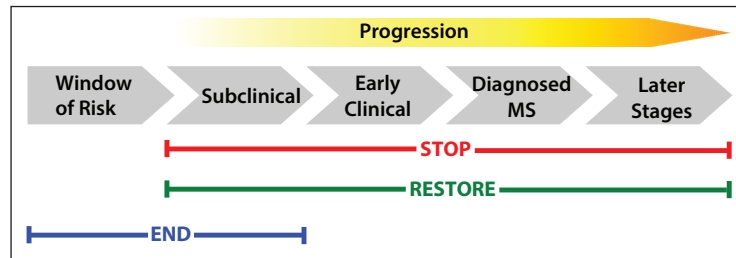 Progression
Window
of Risk
Subclinical
Early
Clinical
Diagnosed
MS
Later
Stages
STOP
RESTORE
END